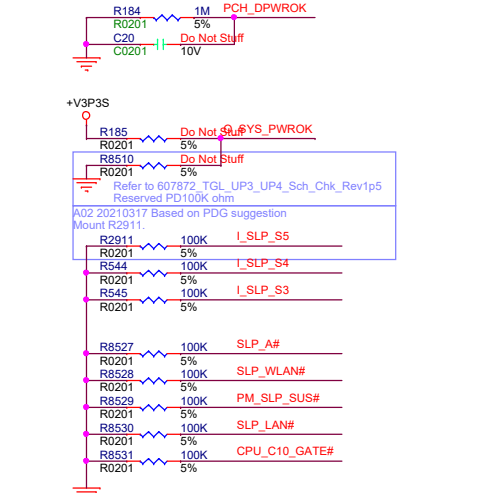 R184 1M PCH_DPWROK
R0201 5%
C20 Do Not Stuff
C0201 10V
+V3P3S
R185 Do Not Stuff O_SYS_PWROK
R0201 5%
R8510 Do Not Stuff
R0201 5%
Refer to 607872_TGL_UP3_UP4_Sch_Chk_Rev1p5
Reserved PD100K ohm
A02 20210317 Based on PDG suggestion
Mount R2911.
R2911 100K I_SLP_S5
R0201 5%
R544 100K I_SLP_S4
R0201 5%
R545 100K I_SLP_S3
R0201 5%
R8527 100K SLP_A#
R0201 5%
R8528 100K SLP_WLAN#
R0201 5%
R8529 100K PM_SLP_SUS#
R0201 5%
R8530 100K SLP_LAN#
R0201 5%
R8531 100K CPU_C10_GATE#
R0201 5%